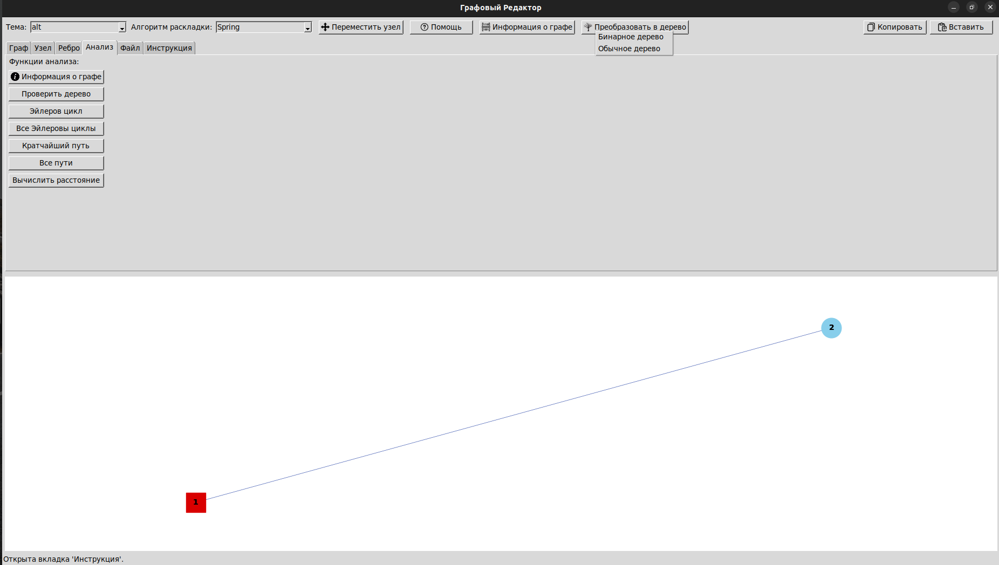 Графовый Редактор
Тема: alt Алгоритм раскладки: Spring Переместить узел Помощь Информация о графе Преобразовать в дерево Копировать Вставить
Бинарное дерево
Обычное дерево
Граф Узел Ребро Анализ Файл Инструкция
Функции анализа:
Информация о графе
Проверить дерево
Эйлеров цикл
Все Эйлеровы циклы
Кратчайший путь
Все пути
Вычислить расстояние
2
1
Открыта вкладка 'Инструкция'.